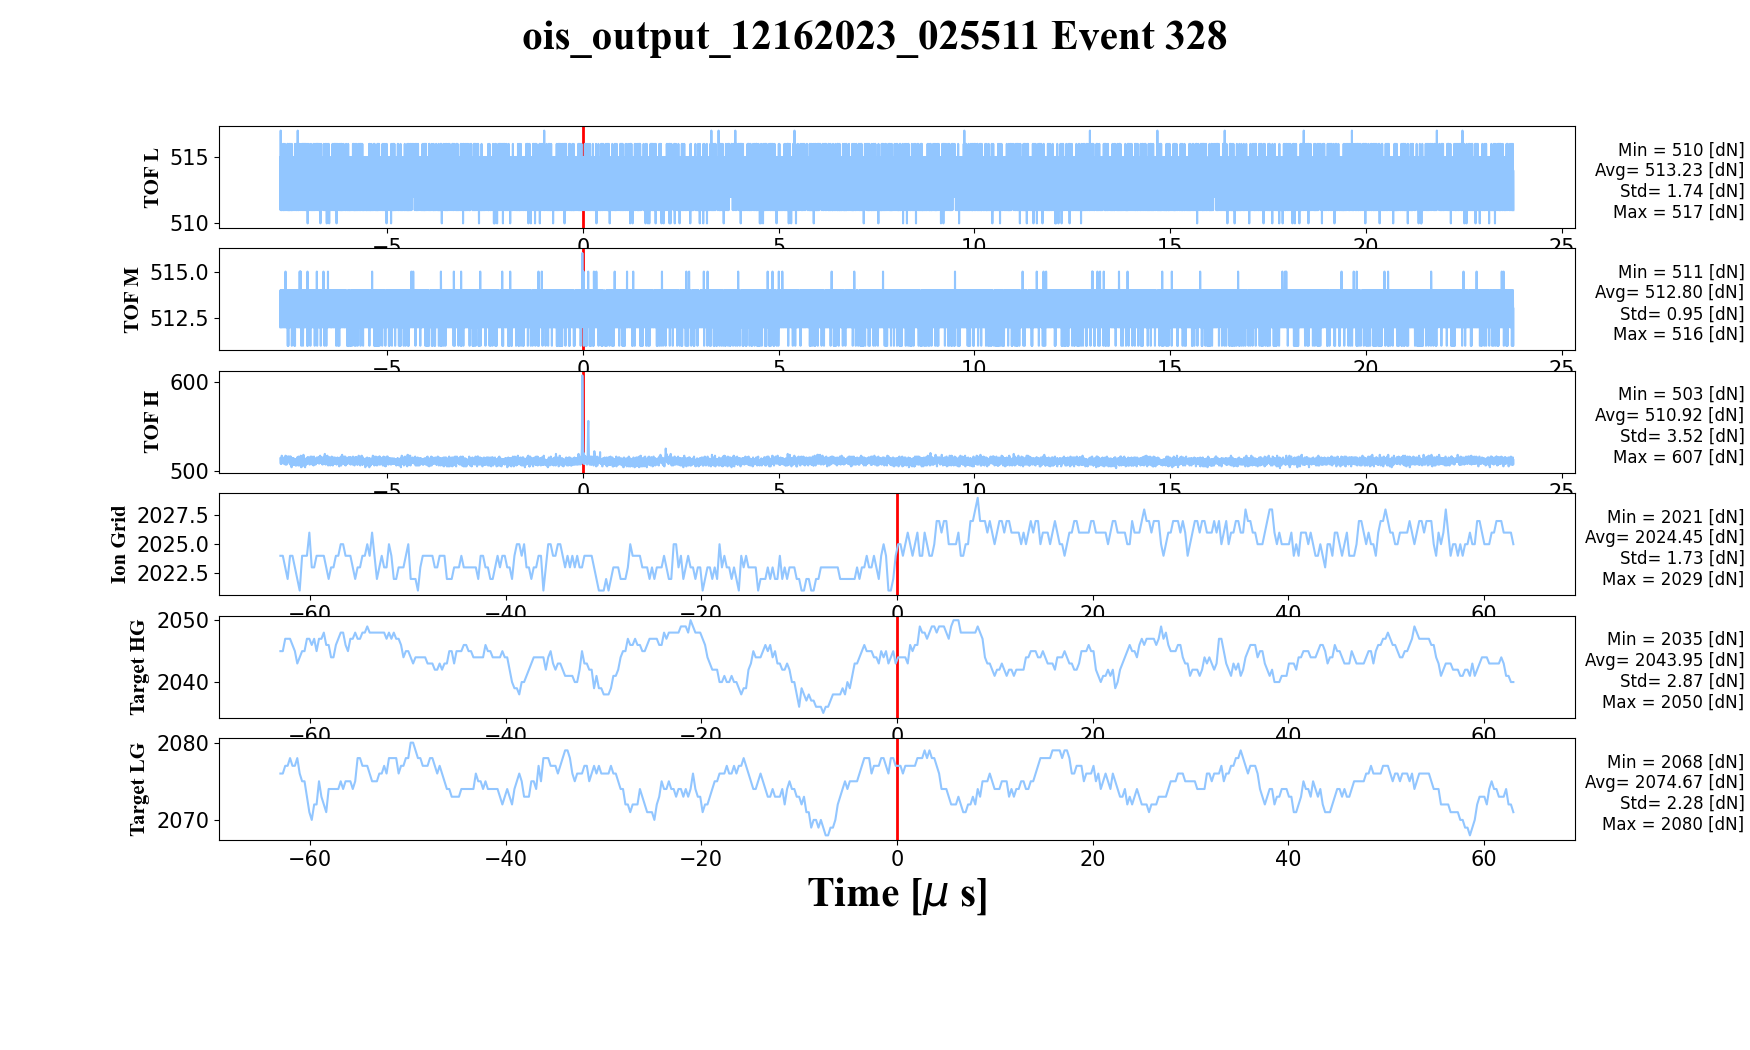 ois_output_12162023_025511 Event 328
TOF L
515
510
Min = 510 [dN]
Avg= 513.23 [dN]
Std= 1.74 [dN]
Max = 517 [dN]
−5 0 5 10 15 20 25
TOF M
515.0
512.5
Min = 511 [dN]
Avg= 512.80 [dN]
Std= 0.95 [dN]
Max = 516 [dN]
−5 0 5 10 15 20 25
TOF H
600
500
Min = 503 [dN]
Avg= 510.92 [dN]
Std= 3.52 [dN]
Max = 607 [dN]
−5 0 5 10 15 20 25
Ion Grid
2027.5
2025.0
2022.5
Min = 2021 [dN]
Avg= 2024.45 [dN]
Std= 1.73 [dN]
Max = 2029 [dN]
−60 −40 −20 0 20 40 60
Target HG
2050
2040
Min = 2035 [dN]
Avg= 2043.95 [dN]
Std= 2.87 [dN]
Max = 2050 [dN]
−60 −40 −20 0 20 40 60
Target LG
2080
2070
Min = 2068 [dN]
Avg= 2074.67 [dN]
Std= 2.28 [dN]
Max = 2080 [dN]
−60 −40 −20 0 20 40 60
Time [μ s]